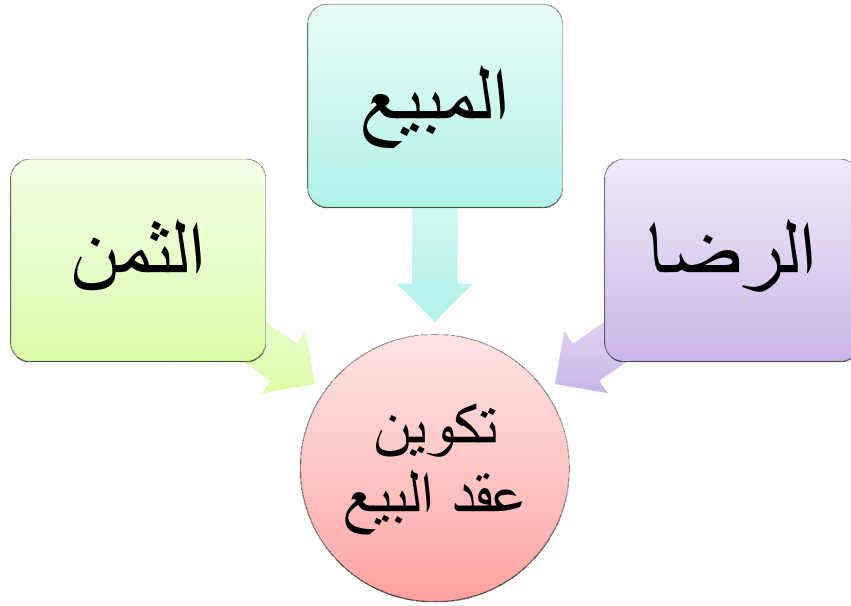 المبيع
الرضا
الثمن
تكوين
عقد البيع